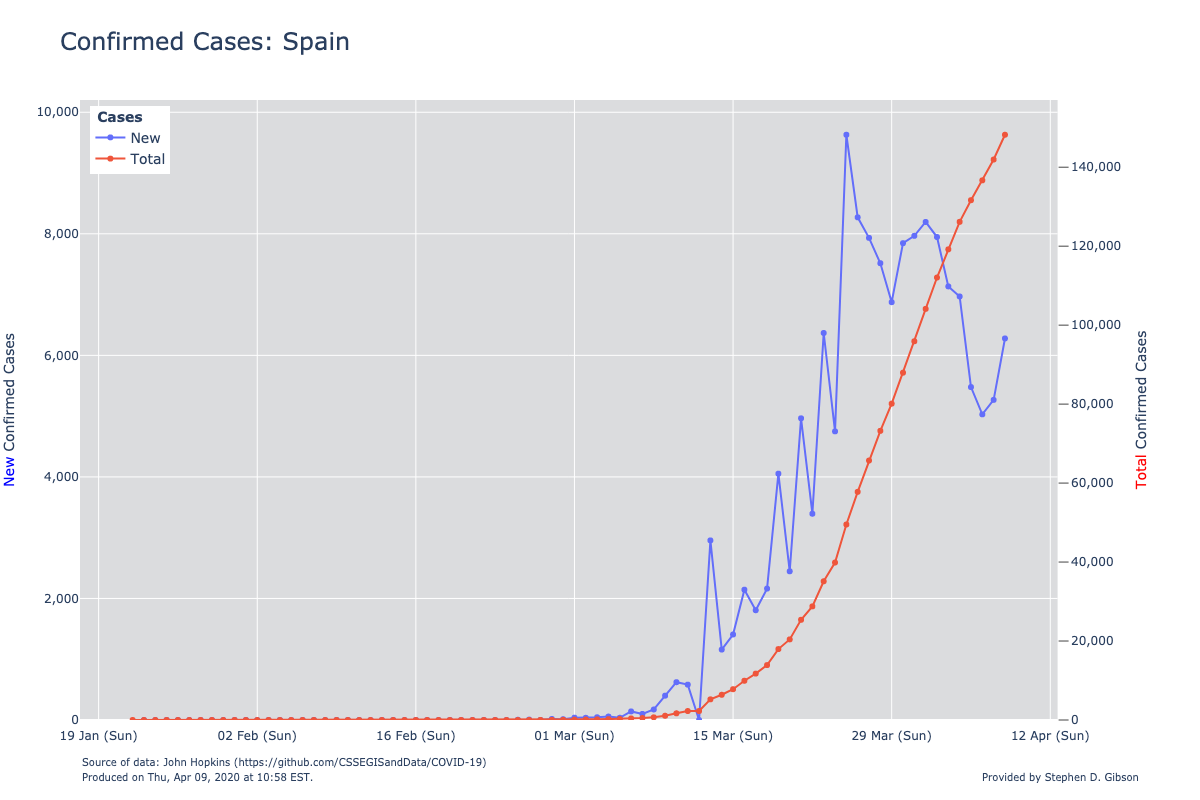 Confirmed Cases: Spain
Cases
New
Total
10,000
8,000
6,000
4,000
2,000
0
140,000
120,000
100,000
80,000
60,000
40,000
20,000
0
New Confirmed Cases
Total Confirmed Cases
19 Jan (Sun)
02 Feb (Sun)
16 Feb (Sun)
01 Mar (Sun)
15 Mar (Sun)
29 Mar (Sun)
12 Apr (Sun)
Source of data: John Hopkins (https://github.com/CSSEGISandData/COVID-19)
Produced on Thu, Apr 09, 2020 at 10:58 EST.
Provided by Stephen D. Gibson